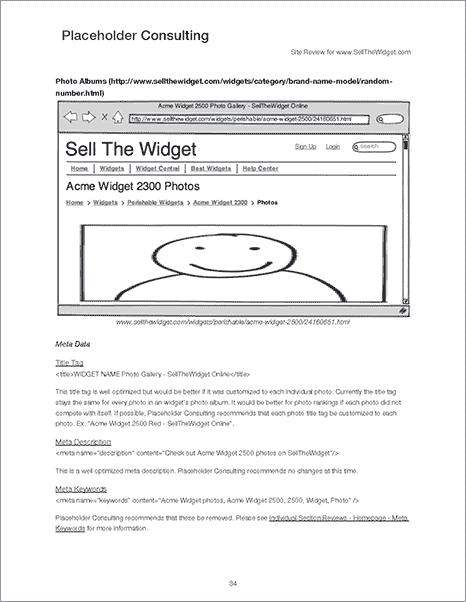 Placeholder Consulting
Site Review for www.SellTheWidget.com
Photo Albums (http://www.sellthewidget.com/widgets/category/brand-name-model/random-
number.html)
Acme Widget 2500 Photo Gallery - SellTheWidget Online
http://www.sellthewidget.com/widgets/perishable/acme-widget-2500/24160651.html
Sell The Widget
Sign Up Login search
Home Widgets Widget Central Best Widgets Help Center
Acme Widget 2300 Photos
Home > Widgets > Perishable Widgets > Acme Widget 2300 > Photos
www.sellthewidget.com/widgets/perishable/acme-widget-2500/24160651.html
Meta Data
Title Tag
<title>WIDGET NAME Photo Gallery - SellTheWidget Online</title>
This title tag is well optimized but would be better if it was customized to each individual photo. Currently the title tag
stays the same for every photo in an widget's photo album. It would be better for photo rankings if each photo did not
compete with itself. If possible, Placeholder Consulting recommends that each photo title tag be customized to each
photo. Ex. "Acme Widget 2500 Red - SellTheWidget Online".
Meta Description
<meta name="description" content="Check out Acme Widget 2500 photos on SellTheWidget"/>
This is a well optimized meta description. Placeholder Consulting recommends no changes at this time.
Meta Keywords
<meta name="keywords" content="Acme Widget photos, Acme Widget 2500, 2500, Widget, Photo" />
Placeholder Consulting recommends that these be removed. Please see Individual Section Reviews - Homepage - Meta
Keywords for more information.
34